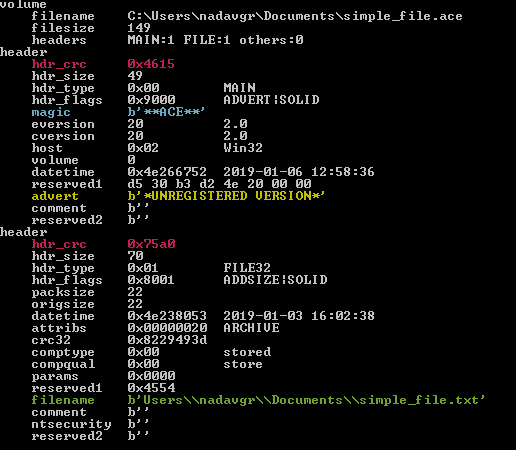 volume
filename C:\Users\nadavgr\Documents\simple_file.ace
filesize 149
headers MAIN:1 FILE:1 others:0
header
hdr_crc 0x4615
hdr_size 49
hdr_type 0x00 MAIN
hdr_flags 0x9000 ADVERT|SOLID
magic b'**ACE**'
eversion 20 2.0
cversion 20 2.0
host 0x02 Win32
volume 0
datetime 0x4e266752 2019-01-06 12:58:36
reserved1 d5 30 b3 d2 4e 20 00 00
advert b'*UNREGISTERED VERSION*'
comment b''
reserved2 b''
header
hdr_crc 0x75a0
hdr_size 70
hdr_type 0x01 FILE32
hdr_flags 0x8001 ADDSIZE|SOLID
packsize 22
origsize 22
datetime 0x4e238053 2019-01-03 16:02:38
attribs 0x00000020 ARCHIVE
crc32 0x8229493d
comptype 0x00 stored
compqual 0x00 store
params 0x0000
reserved1 0x4554
filename b'Users\\nadavgr\\Documents\\simple_file.txt'
comment b''
ntsecurity b''
reserved2 b''